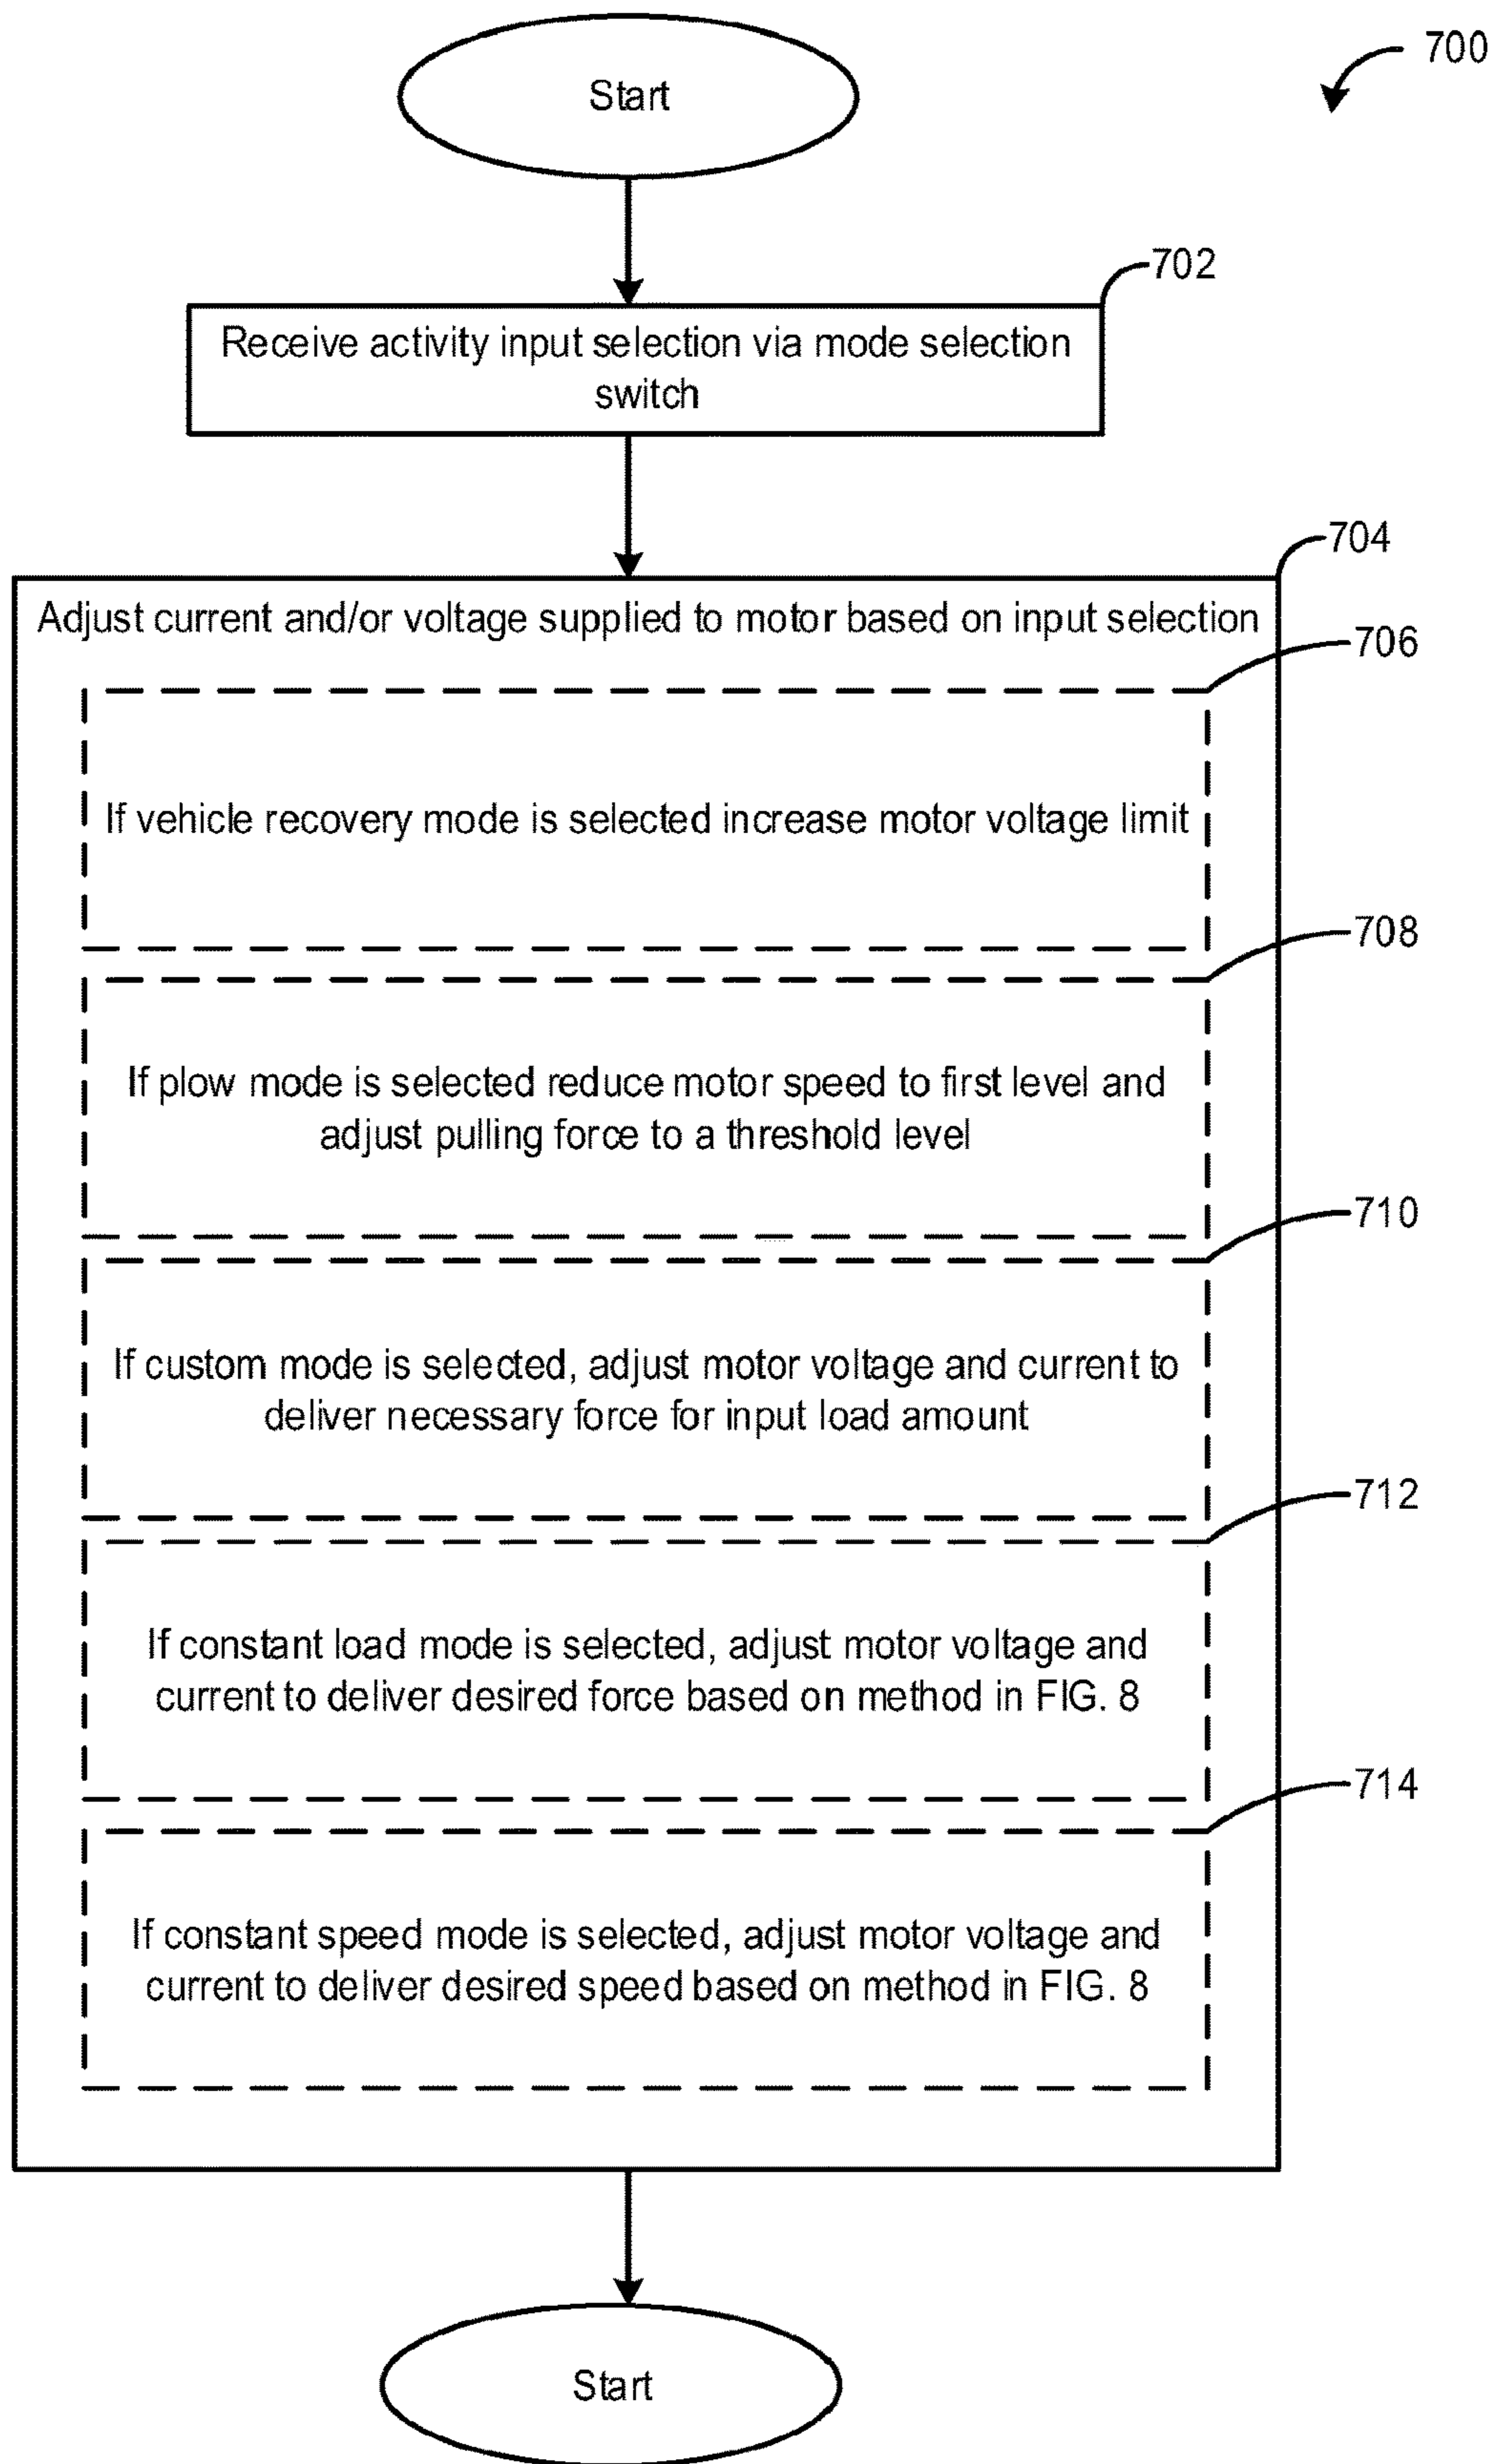 Start
700
702
Receive activity input selection via mode selection
switch
704
Adjust current and/or voltage supplied to motor based on input selection
706
If vehicle recovery mode is selected increase motor voltage limit
708
If plow mode is selected reduce motor speed to first level and
adjust pulling force to a threshold level
710
If custom mode is selected, adjust motor voltage and current to
deliver necessary force for input load amount
712
If constant load mode is selected, adjust motor voltage and
current to deliver desired force based on method in FIG. 8
714
If constant speed mode is selected, adjust motor voltage and
current to deliver desired speed based on method in FIG. 8
Start